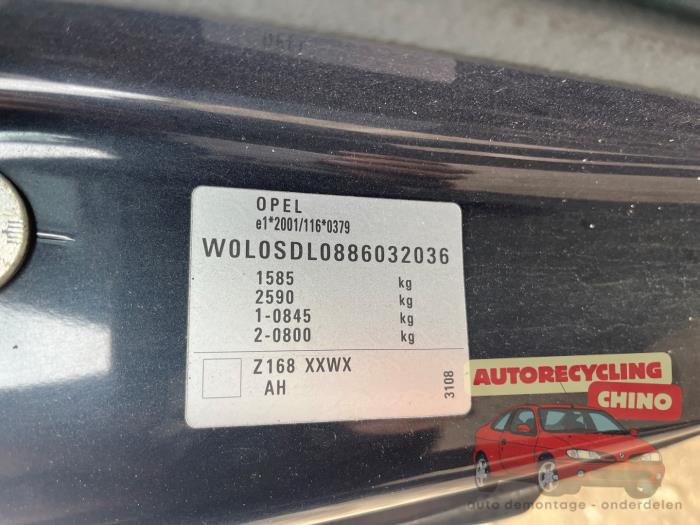 OPEL
e1*2001/116*0379
W0L0SDL0886032036
1585 kg
2590 kg
1-0845 kg
2-0800 kg
Z168 XXWX
AH
3108
AUTORECYCLING
CHINO
auto demontage - onderdelen